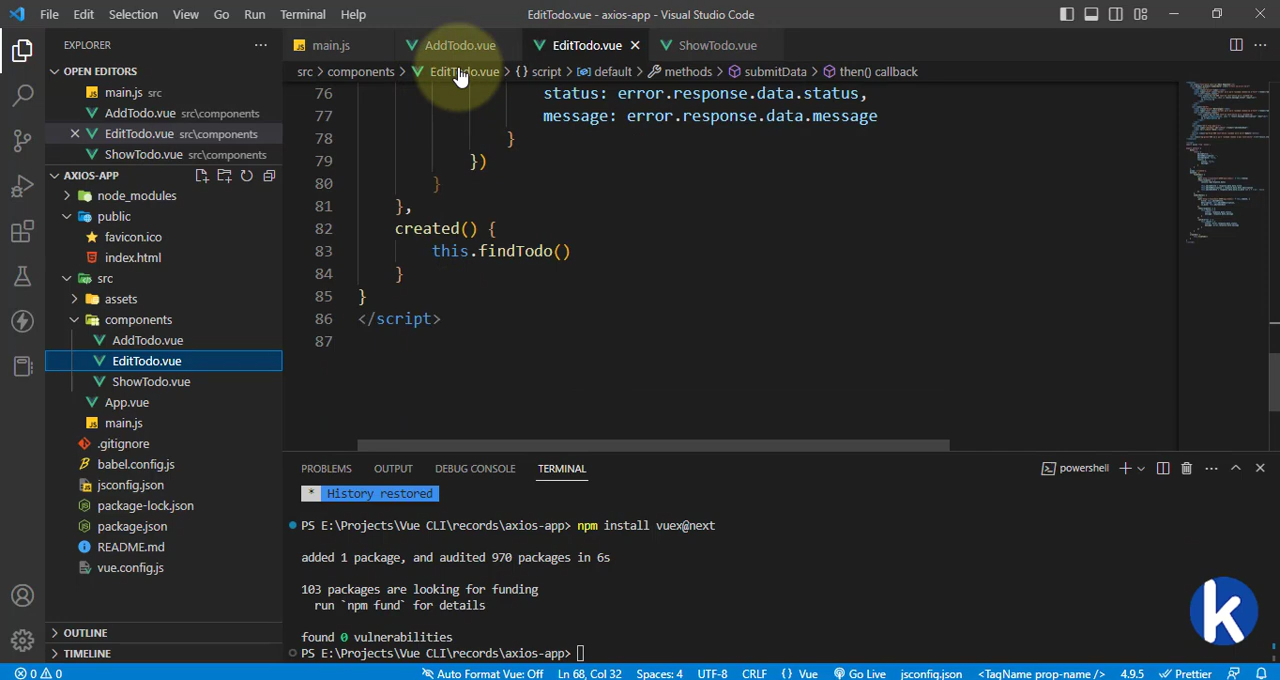 File Edit Selection View Go Run Terminal Help EditTodo.vue - axios-app - Visual Studio Code
EXPLORER
OPEN EDITORS
main.js src
AddTodo.vue src\components
EditTodo.vue src\components
ShowTodo.vue src\components
AXIOS-APP
node_modules
public
favicon.ico
index.html
src
assets
components
AddTodo.vue
EditTodo.vue
ShowTodo.vue
App.vue
main.js
.gitignore
babel.config.js
jsconfig.json
package-lock.json
package.json
README.md
vue.config.js
OUTLINE
TIMELINE
main.js AddTodo.vue EditTodo.vue ShowTodo.vue
src > components > EditTodo.vue > {} script > default > methods > submitData > then() callback
76 status: error.response.data.status,
77 message: error.response.data.message
78 }
79 })
80 }
81 },
82 created() {
83 this.findTodo()
84 }
85 }
86 </script>
87
PROBLEMS OUTPUT DEBUG CONSOLE TERMINAL powershell
* History restored
PS E:\Projects\Vue CLI\records\axios-app> npm install vuex@next
added 1 package, and audited 970 packages in 6s
103 packages are looking for funding
run `npm fund` for details
found 0 vulnerabilities
PS E:\Projects\Vue CLI\records\axios-app>
k
0 0 Auto Format Vue: Off Ln 68, Col 32 Spaces: 4 UTF-8 CRLF {} Vue Go Live jsconfig.json <TagName prop-name /> 4.9.5 Prettier